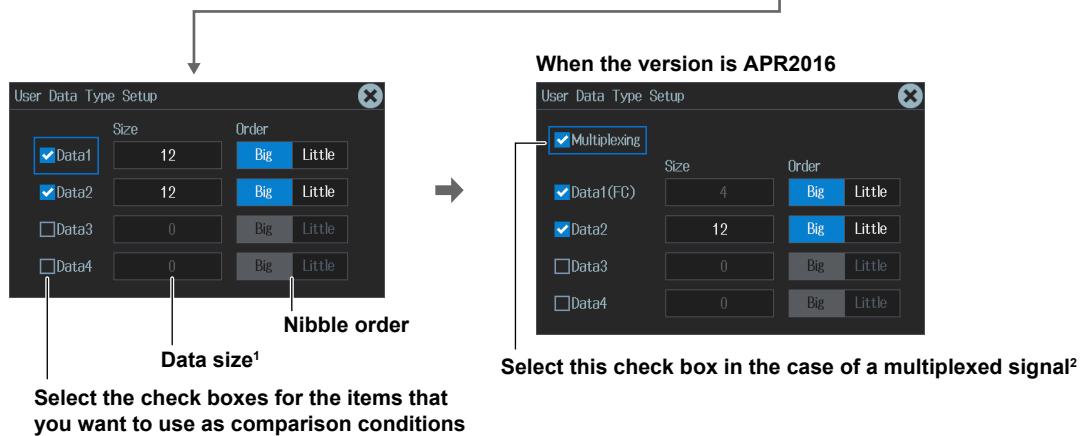 When the version is APR2016
User Data Type Setup
Size Order
Data1 12 Big Little
Data2 12 Big Little
Data3 0 Big Little
Data4 0 Big Little
Nibble order
Data size¹
Select the check boxes for the items that
you want to use as comparison conditions
User Data Type Setup
Multiplexing
Size Order
Data1(FC) 4 Big Little
Data2 12 Big Little
Data3 0 Big Little
Data4 0 Big Little
Select this check box in the case of a multiplexed signal²